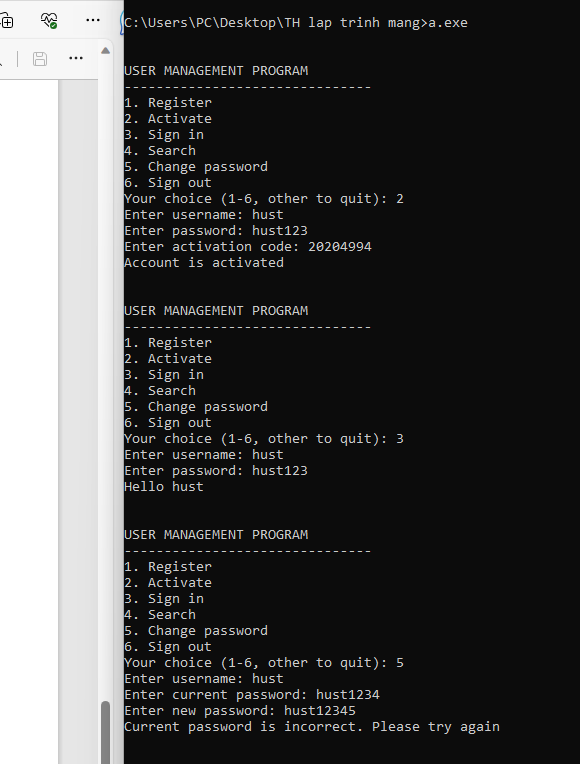 C:\Users\PC\Desktop\TH lap trinh mang>a.exe
USER MANAGEMENT PROGRAM
-------------------------------
1. Register
2. Activate
3. Sign in
4. Search
5. Change password
6. Sign out
Your choice (1-6, other to quit): 2
Enter username: hust
Enter password: hust123
Enter activation code: 20204994
Account is activated
USER MANAGEMENT PROGRAM
-------------------------------
1. Register
2. Activate
3. Sign in
4. Search
5. Change password
6. Sign out
Your choice (1-6, other to quit): 3
Enter username: hust
Enter password: hust123
Hello hust
USER MANAGEMENT PROGRAM
-------------------------------
1. Register
2. Activate
3. Sign in
4. Search
5. Change password
6. Sign out
Your choice (1-6, other to quit): 5
Enter username: hust
Enter current password: hust1234
Enter new password: hust12345
Current password is incorrect. Please try again